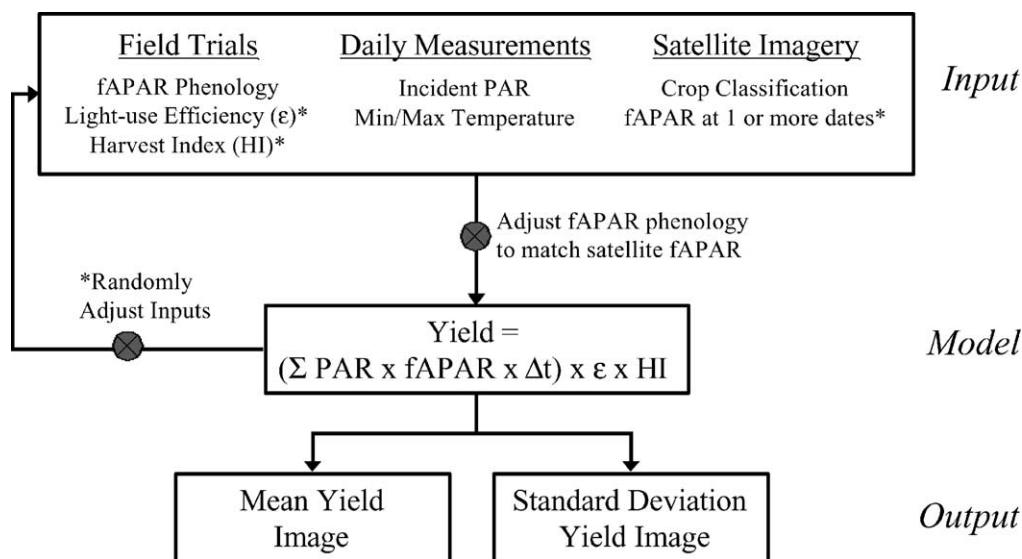 Field Trials
fAPAR Phenology
Light-use Efficiency (ε)*
Harvest Index (HI)*
Daily Measurements
Incident PAR
Min/Max Temperature
Satellite Imagery
Crop Classification
fAPAR at 1 or more dates*
Input
Adjust fAPAR phenology
to match satellite fAPAR
*Randomly
Adjust Inputs
Yield =
(Σ PAR x fAPAR x Δt) x ε x HI
Model
Mean Yield
Image
Standard Deviation
Yield Image
Output